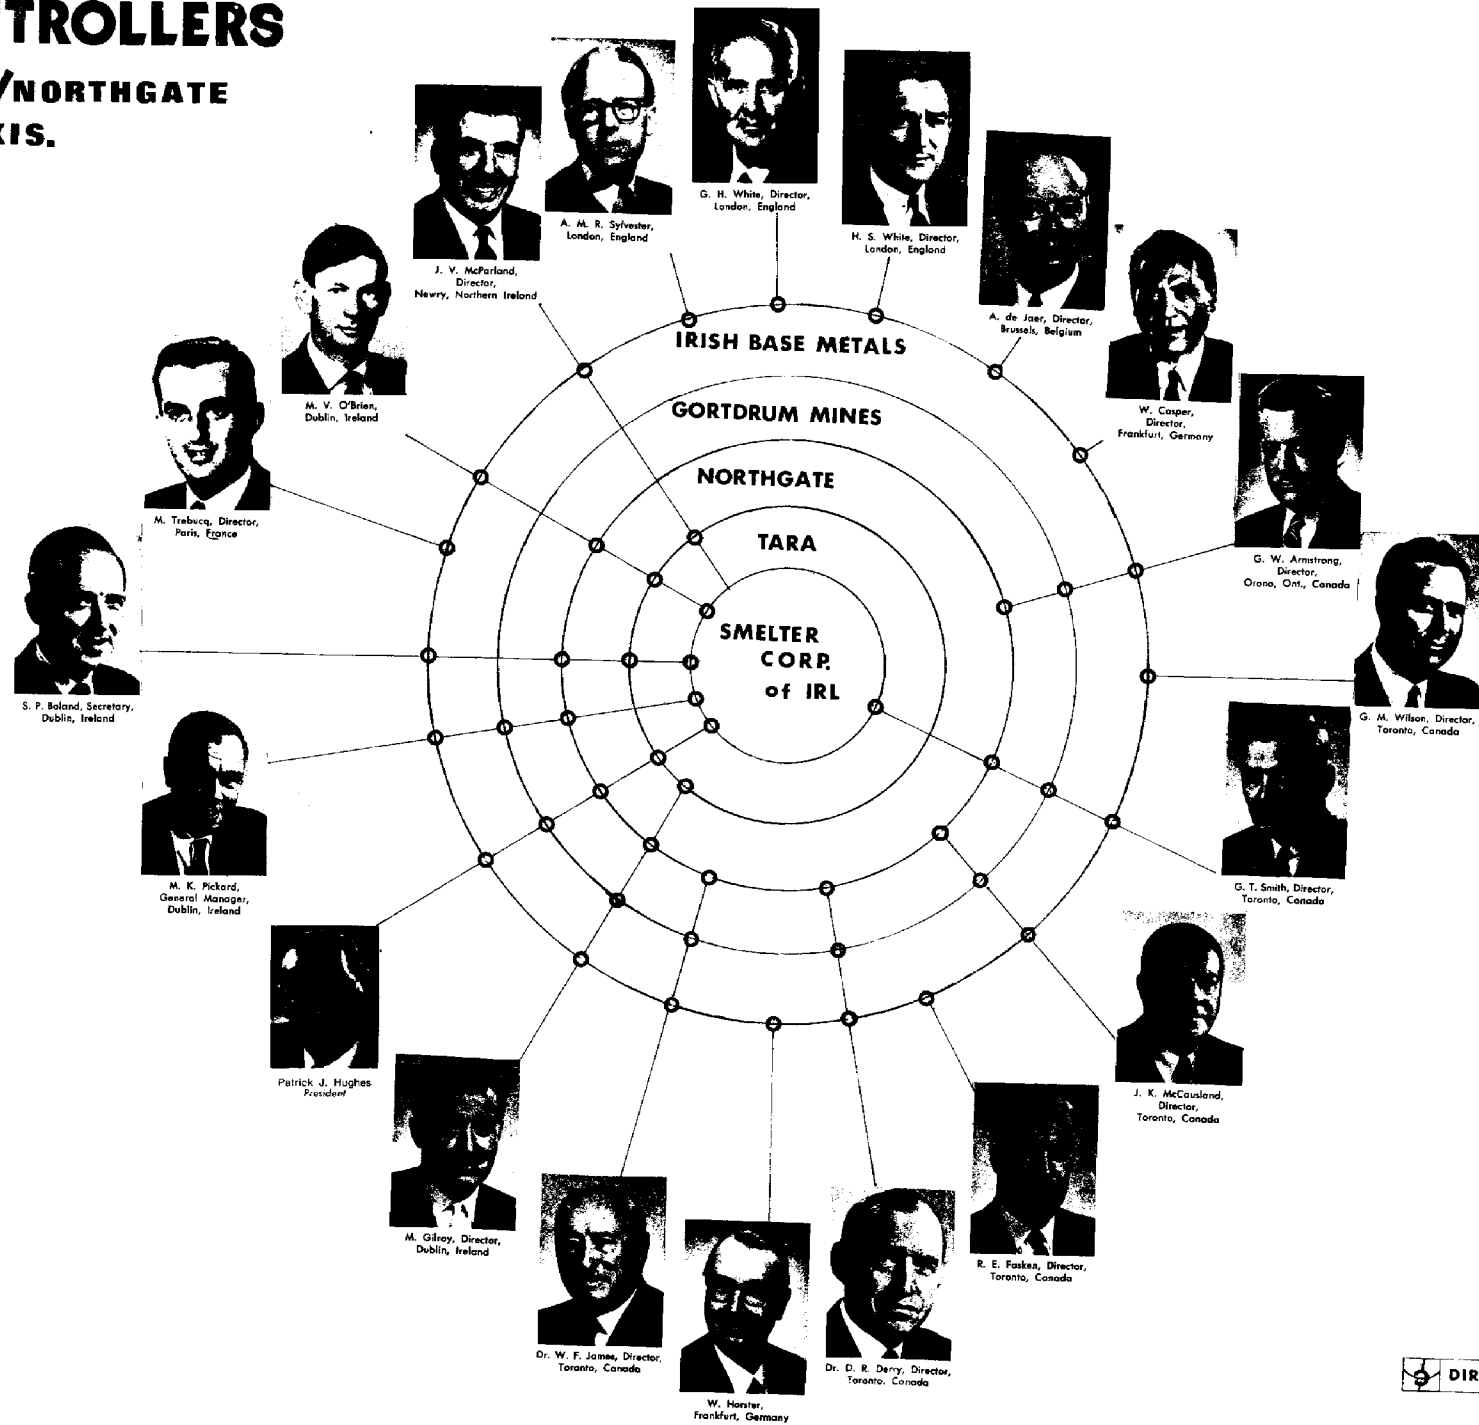 TROLLERS
/NORTHGATE
XIS.
G. H. White, Director,
London, England
A. M. R. Sylvester,
London, England
H. S. White, Director,
London, England
J. V. McParland,
Director,
Newry, Northern Ireland
A. de Jaer, Director,
Brussels, Belgium
M. V. O'Brien,
Dublin, Ireland
W. Casper,
Director,
Frankfurt, Germany
M. Trebucq, Director,
Paris, France
G. W. Armstrong,
Director,
Orono, Ont., Canada
S. P. Boland, Secretary,
Dublin, Ireland
G. M. Wilson, Director,
Toronto, Canada
IRISH BASE METALS
GORTDRUM MINES
NORTHGATE
TARA
SMELTER
CORP.
of IRL
M. K. Pickard,
General Manager,
Dublin, Ireland
G. T. Smith, Director,
Toronto, Canada
Patrick J. Hughes
President
J. K. McCausland,
Director,
Toronto, Canada
M. Gilroy, Director,
Dublin, Ireland
R. E. Fasken, Director,
Toronto, Canada
Dr. W. F. James, Director,
Toronto, Canada
Dr. D. R. Derry, Director,
Toronto, Canada
W. Horster,
Frankfurt, Germany
DIR